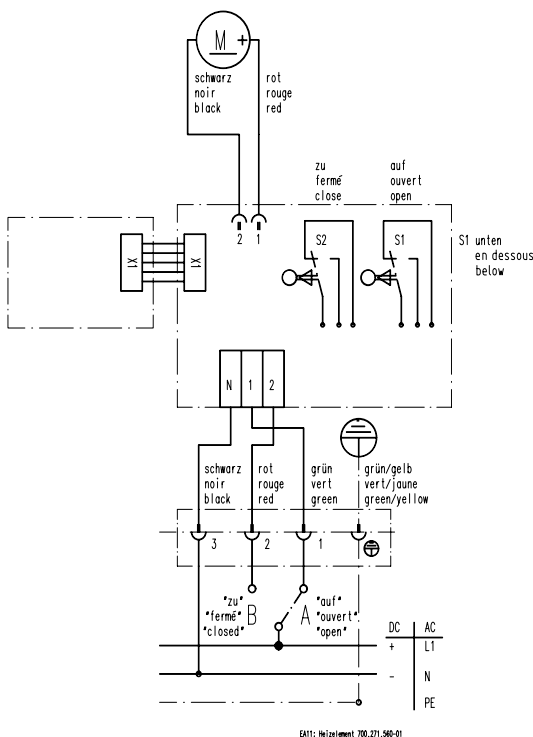 M +
schwarz
noir
black
rot
rouge
red
zu
fermé
close
auf
ouvert
open
2 1
S2
S1
S1 unten
en dessous
below
X1
X1
N 1 2
schwarz
noir
black
rot
rouge
red
grün
vert
green
grün/gelb
vert/jaune
green/yellow
3
2
1
"zu"
"fermé"
"closed"
B
A
"auf"
"ouvert"
"open"
DC AC
+ L1
- N
PE
EA11: Heizelement 700.271.560-01